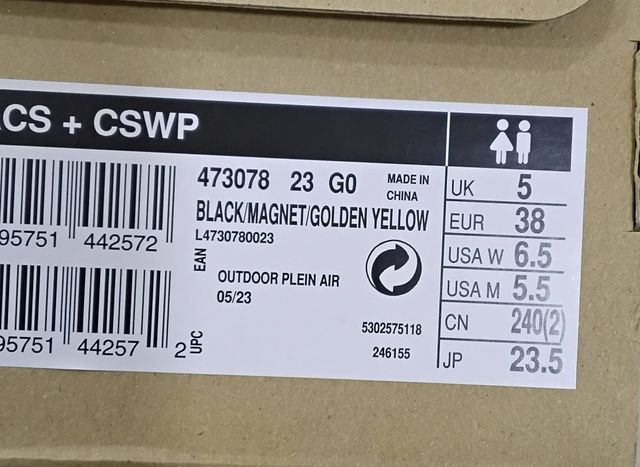 CS + CSWP
473078 23 G0
MADE IN
CHINA
BLACK/MAGNET/GOLDEN YELLOW
L4730780023
95751 442572
EAN
OUTDOOR PLEIN AIR
05/23
5302575118
246155
95751 44257 2
UPC
UK 5
EUR 38
USA W 6.5
USA M 5.5
CN 240(2)
JP 23.5